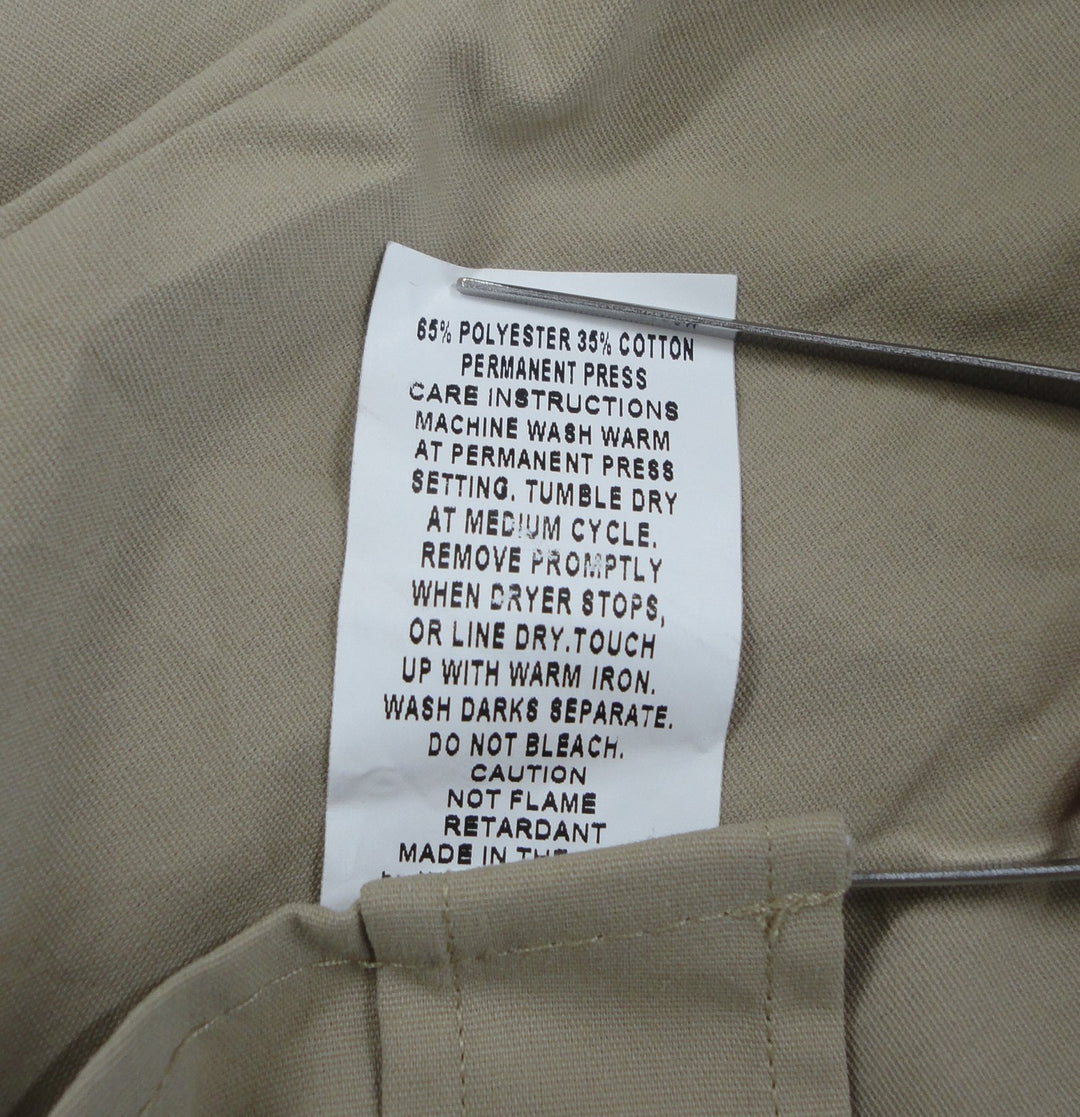 65% POLYESTER 35% COTTON
PERMANENT PRESS
CARE INSTRUCTIONS
MACHINE WASH WARM
AT PERMANENT PRESS
SETTING. TUMBLE DRY
AT MEDIUM CYCLE.
REMOVE PROMPTLY
WHEN DRYER STOPS,
OR LINE DRY.TOUCH
UP WITH WARM IRON.
WASH DARKS SEPARATE.
DO NOT BLEACH.
CAUTION
NOT FLAME
RETARDANT
MADE IN THE